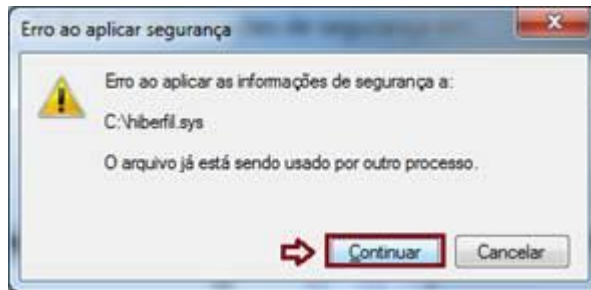 Erro ao aplicar segurança
Erro ao aplicar as informações de segurança a:
C:\hiberfil.sys
O arquivo já está sendo usado por outro processo.
Continuar
Cancelar